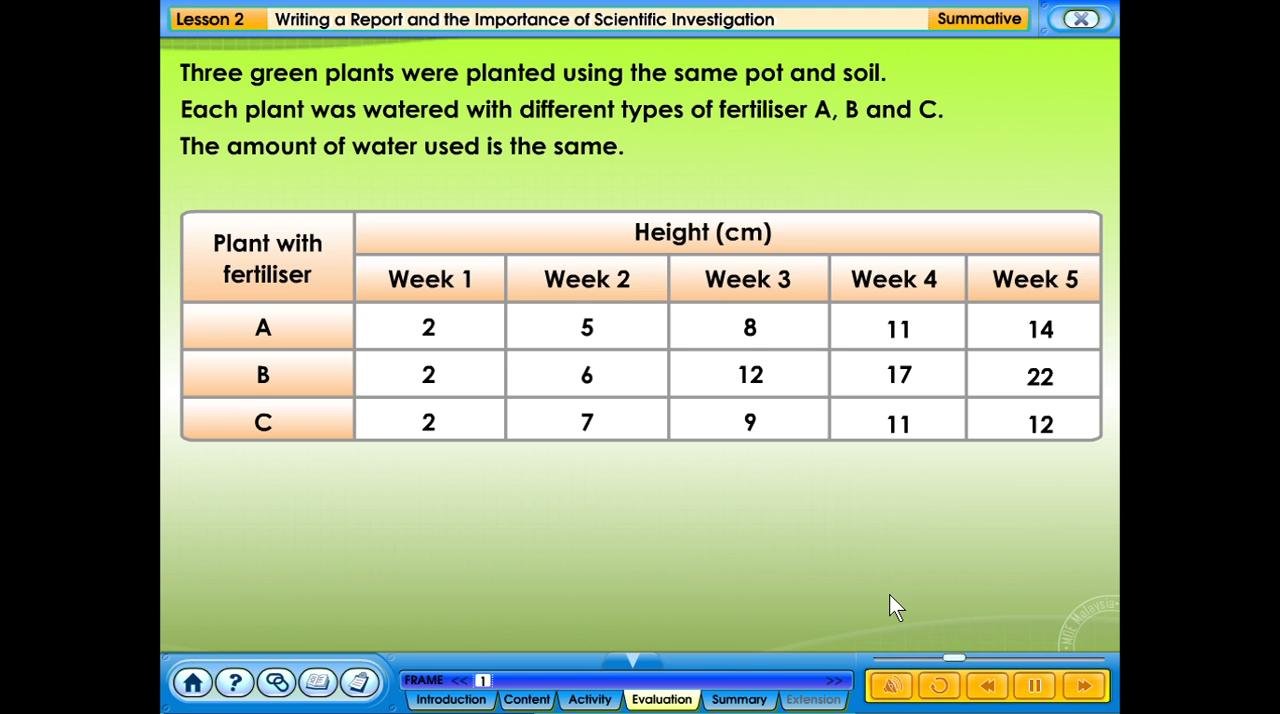 Lesson 2 Writing a Report and the Importance of Scientific Investigation Summative
Three green plants were planted using the same pot and soil.
Each plant was watered with different types of fertiliser A, B and C.
The amount of water used is the same.
Plant with fertiliser Height (cm)
Week 1 Week 2 Week 3 Week 4 Week 5
A 2 5 8 11 14
B 2 6 12 17 22
C 2 7 9 11 12
MOE Malaysia
?
FRAME << 1 >>
Introduction Content Activity Evaluation Summary Extension